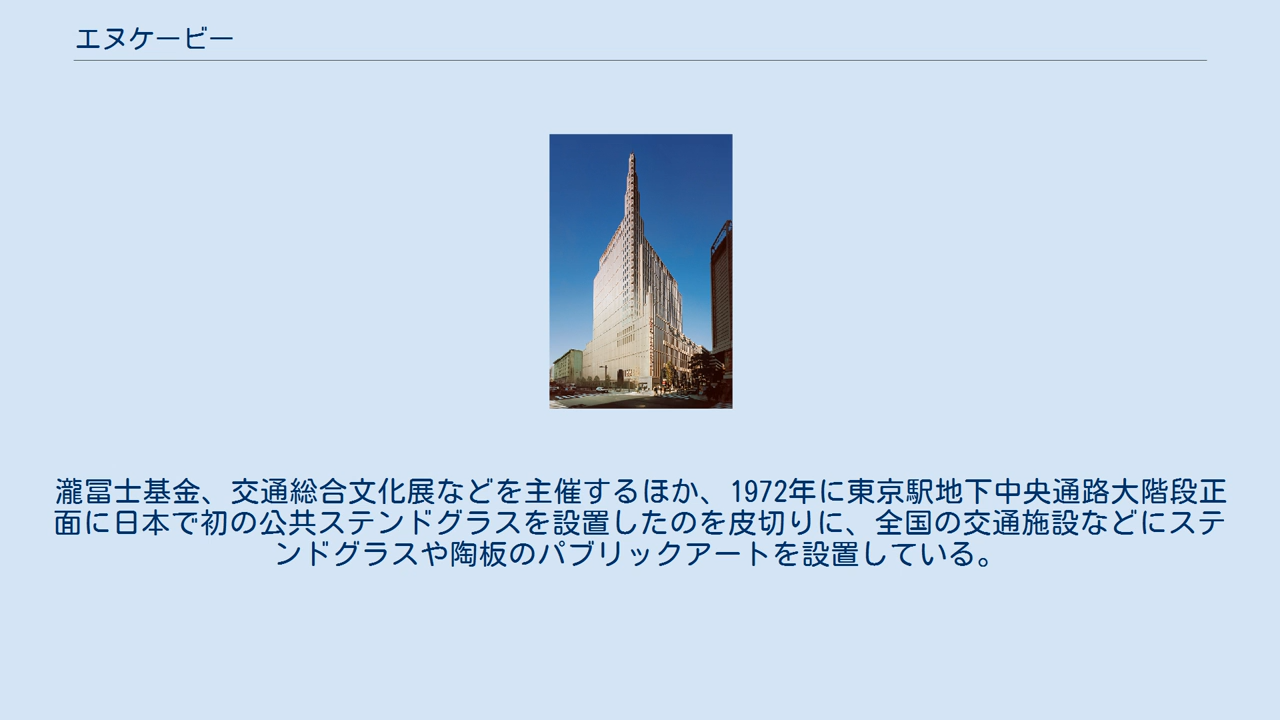 エヌケービー
瀧冨士基金、交通総合文化展などを主催するほか、1972年に東京駅地下中央通路大階段正
面に日本で初の公共ステンドグラスを設置したのを皮切りに、全国の交通施設などにステ
ンドグラスや陶板のパブリックアートを設置している。